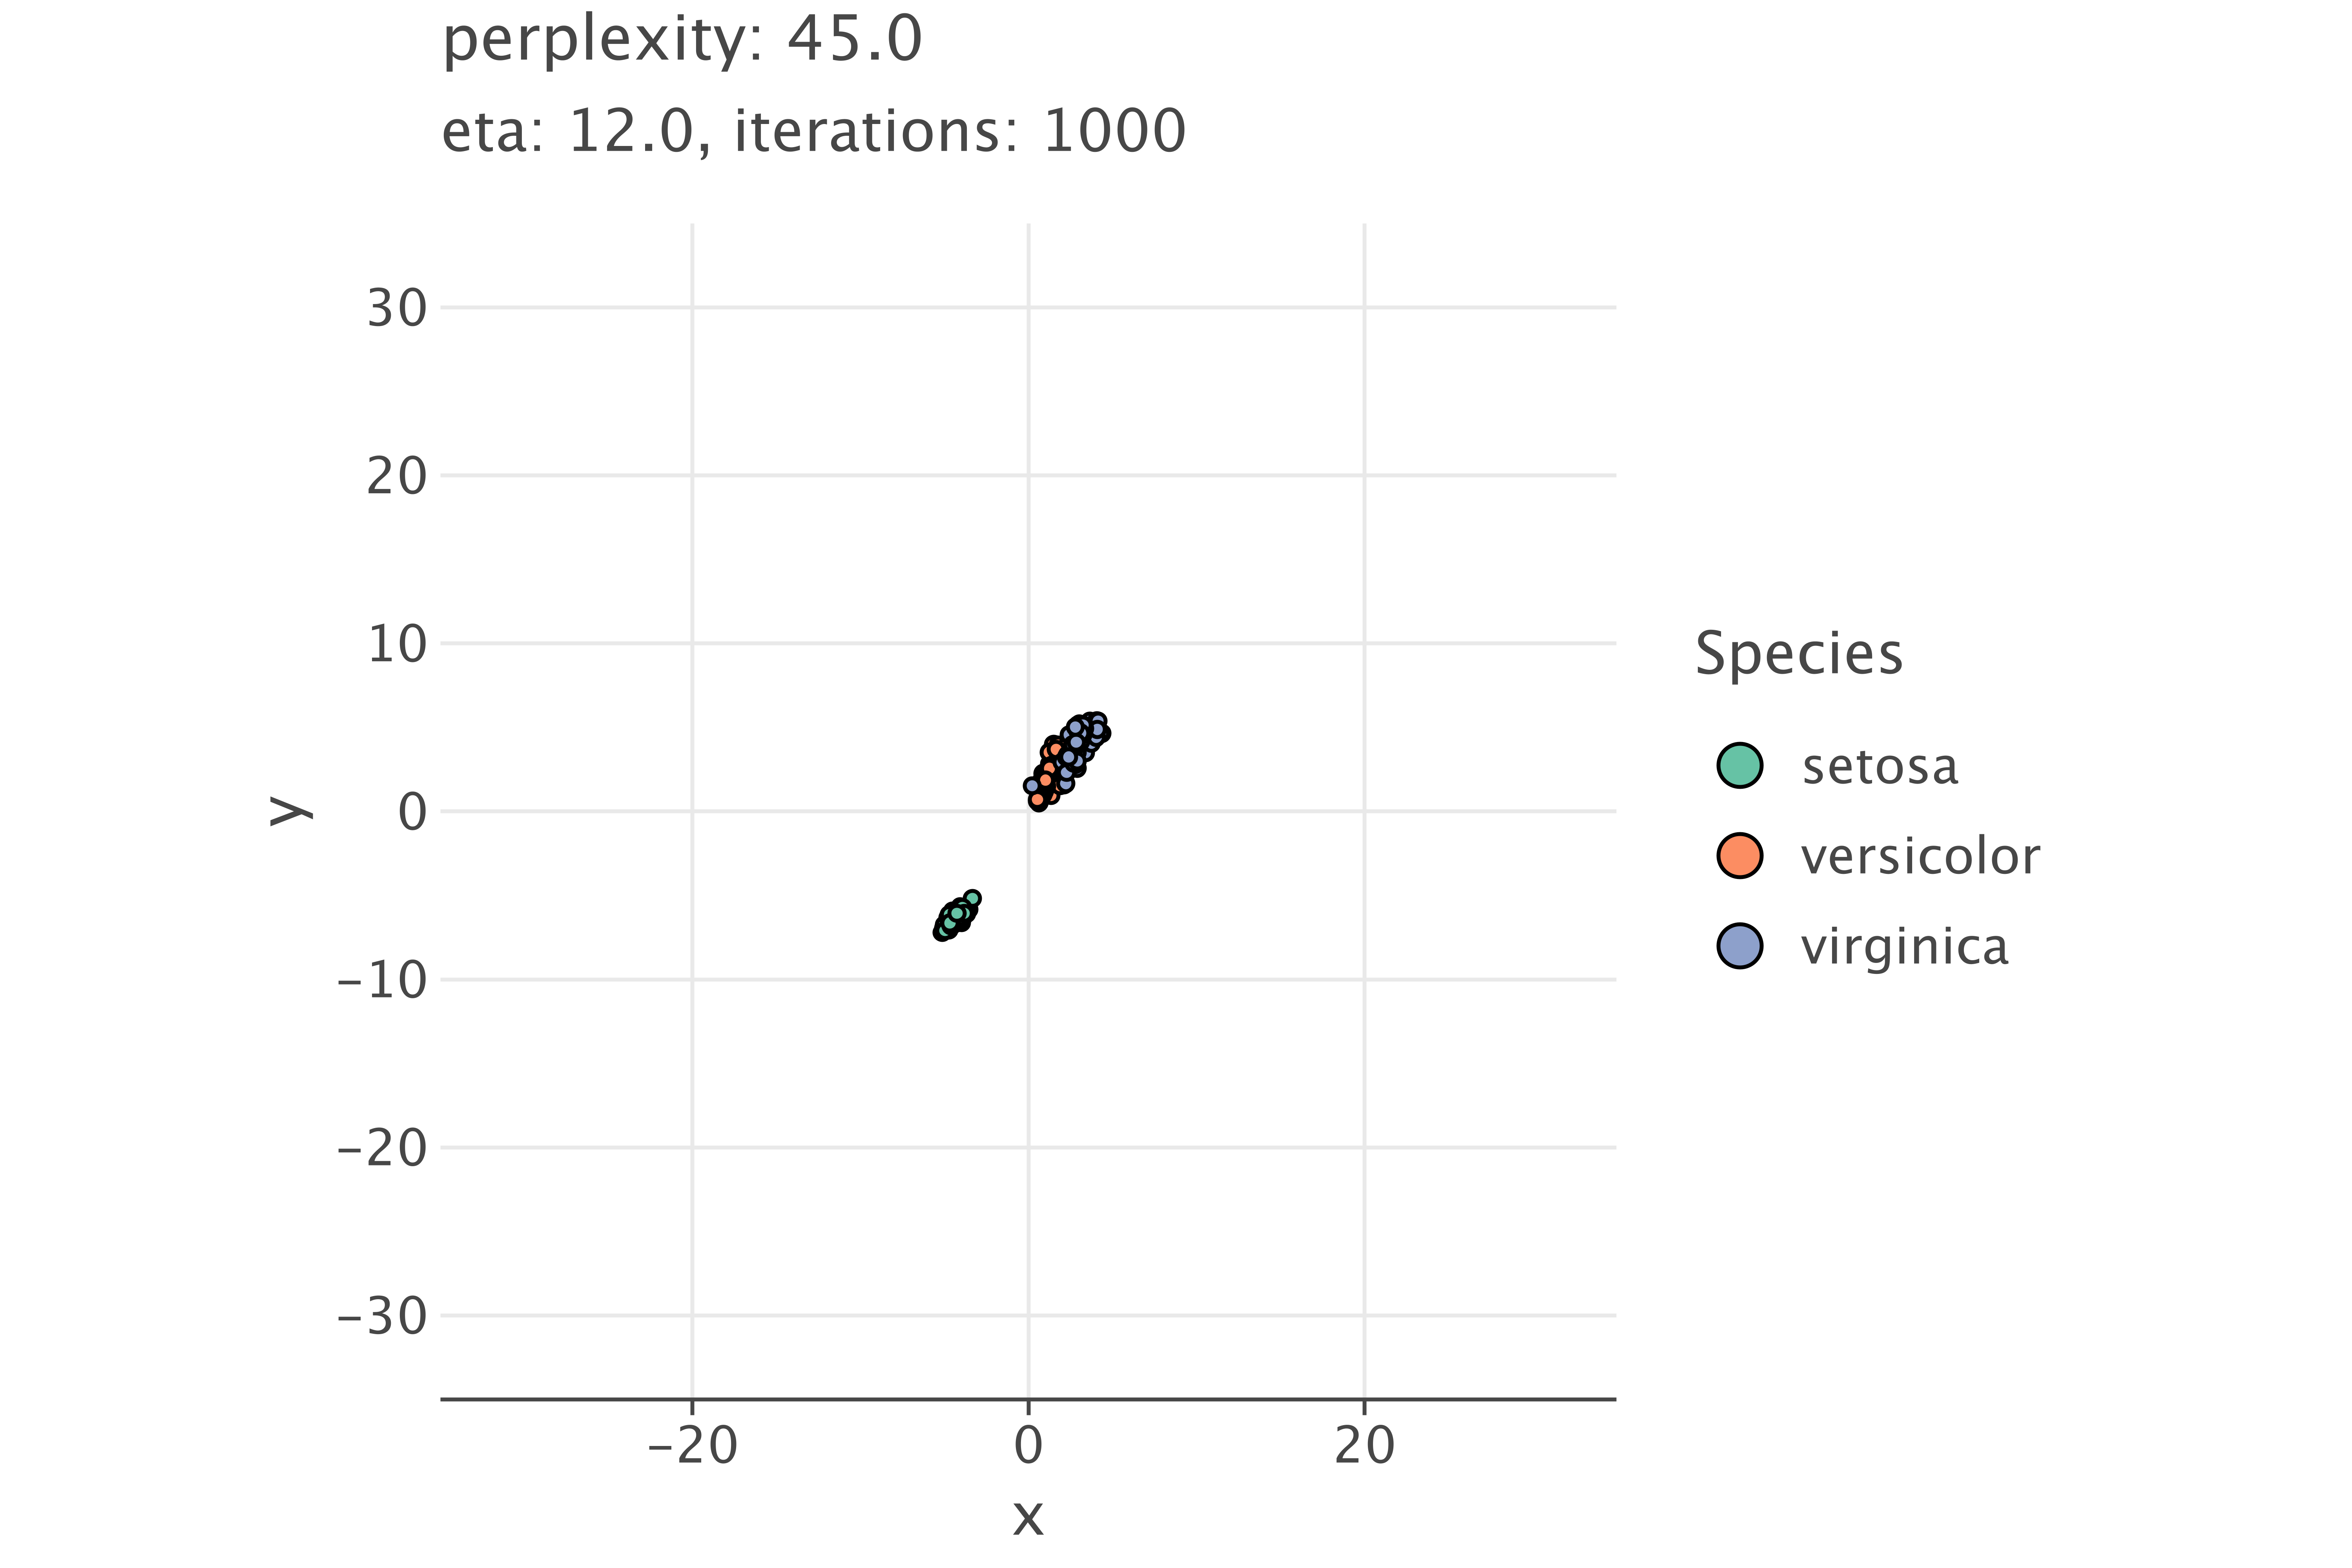 perplexity: 45.0
eta: 12.0, iterations: 1000
30
20
10
0
-10
-20
-30
y
-20 0 20
x
Species
setosa
versicolor
virginica